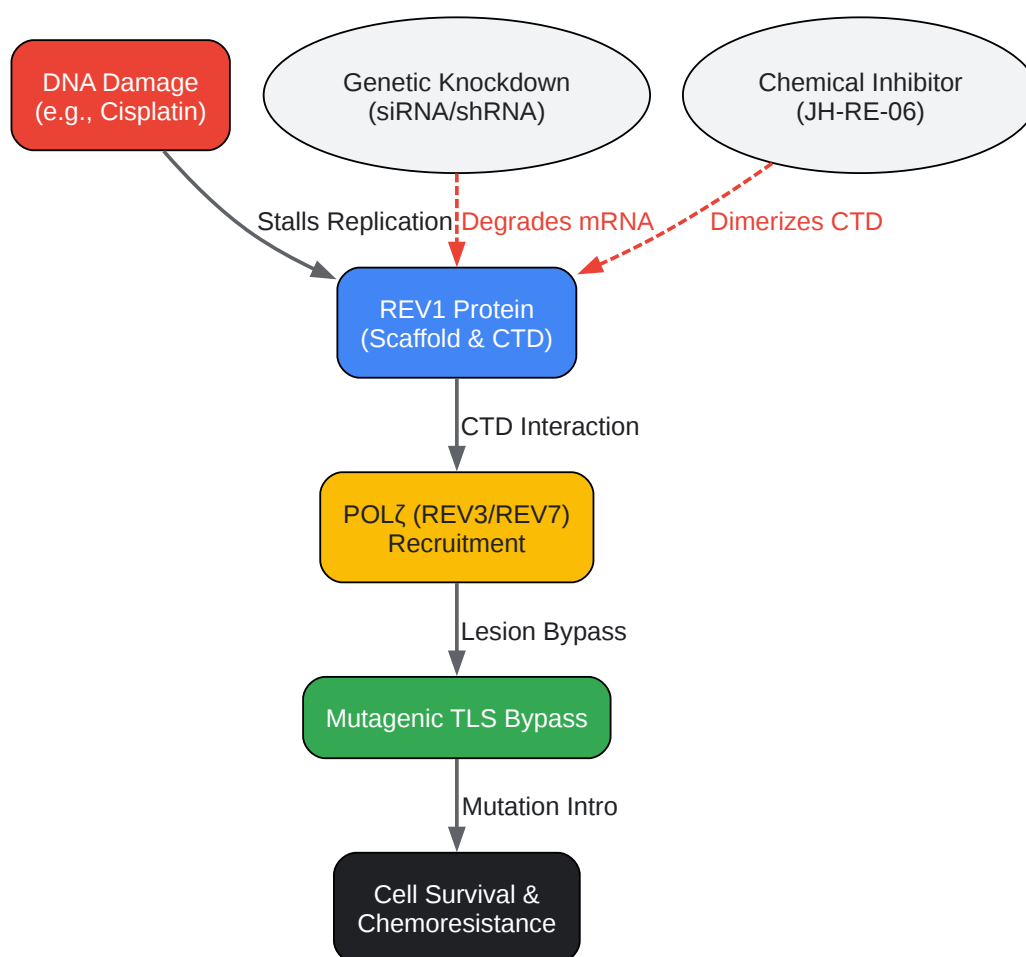 DNA Damage
(e.g., Cisplatin)
Genetic Knockdown
(siRNA/shRNA)
Chemical Inhibitor
(JH-RE-06)
Stalls Replication
Degrades mRNA
Dimerizes CTD
REV1 Protein
(Scaffold & CTD)
CTD Interaction
POLζ (REV3/REV7)
Recruitment
Lesion Bypass
Mutagenic TLS Bypass
Mutation Intro
Cell Survival &
Chemoresistance